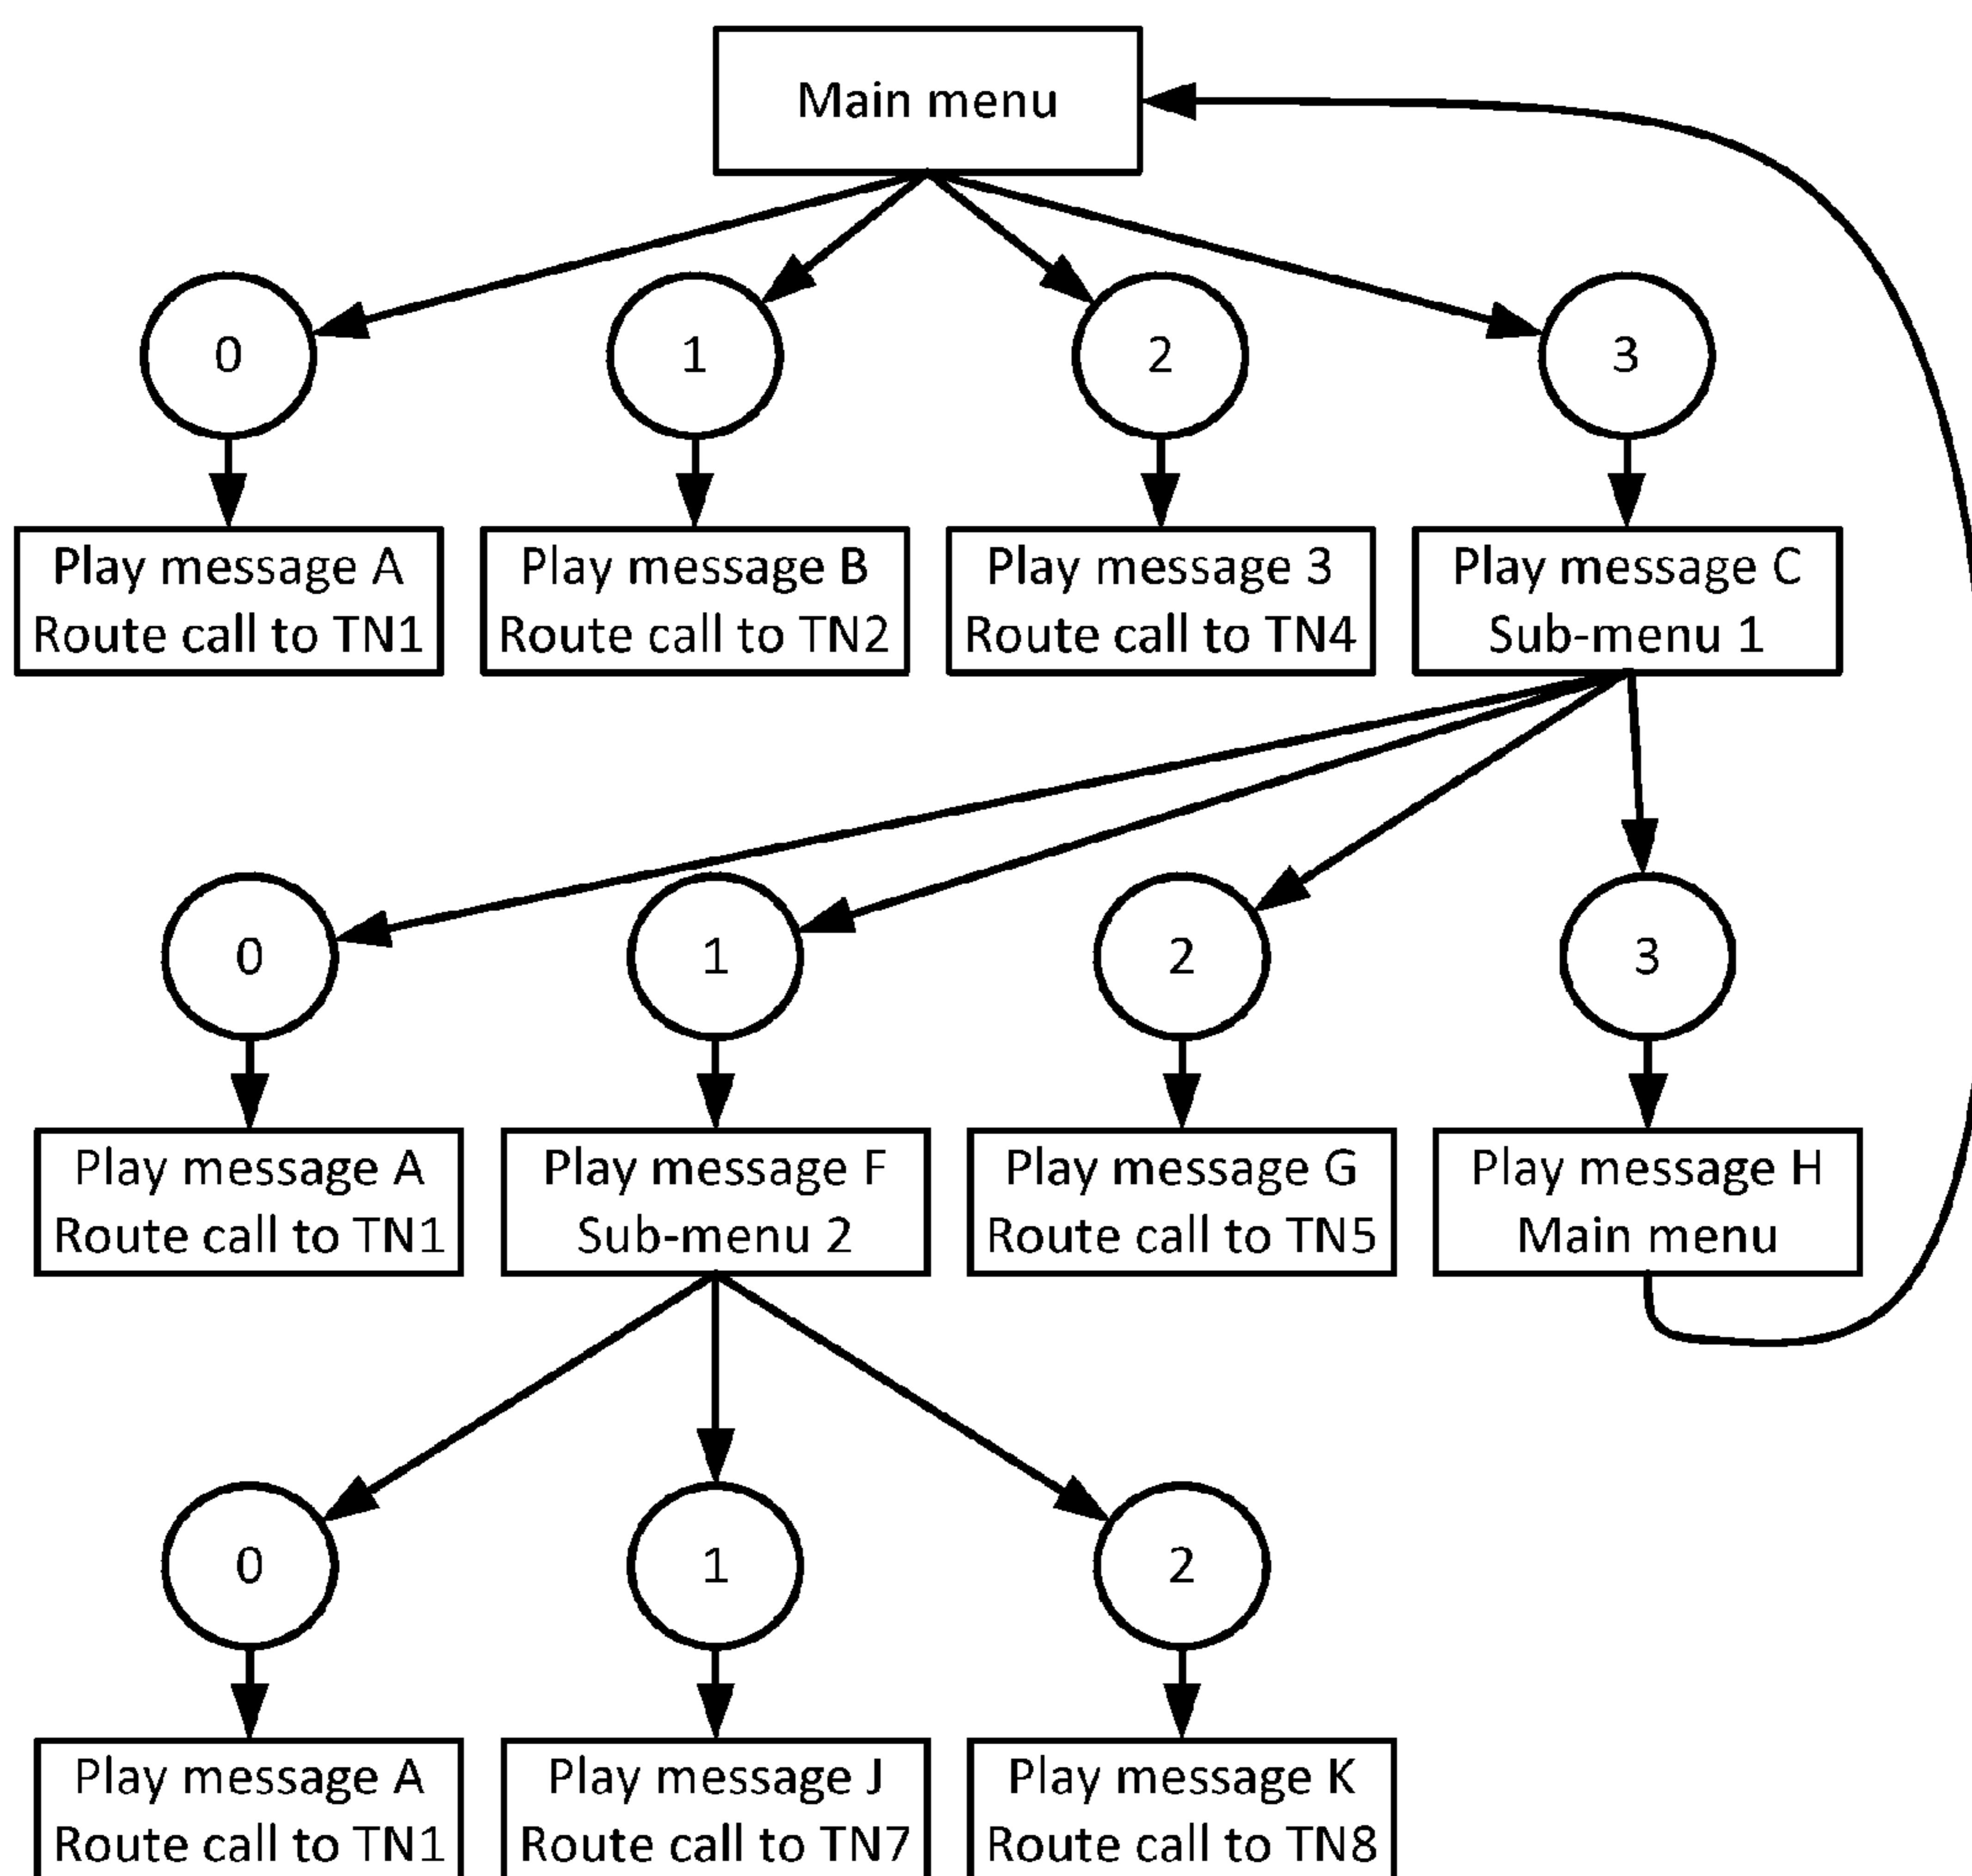 Main menu
0
1
2
3
Play message A
Route call to TN1
Play message B
Route call to TN2
Play message 3
Route call to TN4
Play message C
Sub-menu 1
0
1
2
3
Play message A
Route call to TN1
Play message F
Sub-menu 2
Play message G
Route call to TN5
Play message H
Main menu
0
1
2
Play message A
Route call to TN1
Play message J
Route call to TN7
Play message K
Route call to TN8